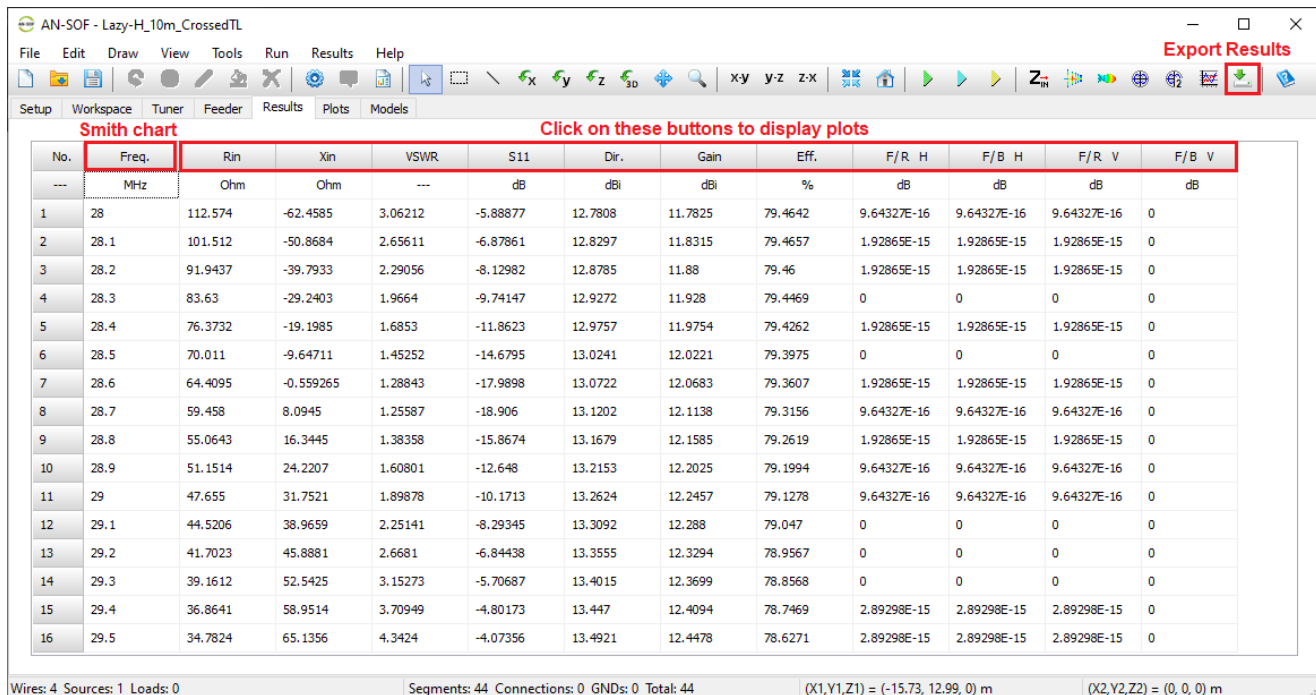 AN-SOF - Lazy-H_10m_CrossedTL
File Edit Draw View Tools Run Results Help
Export Results
x-y y-z z-x
Setup Workspace Tuner Feeder Results Plots Models
Smith chart Click on these buttons to display plots
No. Freq. Rin Xin VSWR S11 Dir. Gain Eff. F/R H F/B H F/R V F/B V
--- MHz Ohm Ohm --- dB dBi dBi % dB dB dB dB
1 28 112.574 -62.4585 3.06212 -5.88877 12.7808 11.7825 79.4642 9.64327E-16 9.64327E-16 9.64327E-16 0
2 28.1 101.512 -50.8684 2.65611 -6.87861 12.8297 11.8315 79.4657 1.92865E-15 1.92865E-15 1.92865E-15 0
3 28.2 91.9437 -39.7933 2.29056 -8.12982 12.8785 11.88 79.46 1.92865E-15 1.92865E-15 1.92865E-15 0
4 28.3 83.63 -29.2403 1.9664 -9.74147 12.9272 11.928 79.4469 0 0 0 0
5 28.4 76.3732 -19.1985 1.6853 -11.8623 12.9757 11.9754 79.4262 1.92865E-15 1.92865E-15 1.92865E-15 0
6 28.5 70.011 -9.64711 1.45252 -14.6795 13.0241 12.0221 79.3975 0 0 0 0
7 28.6 64.4095 -0.559265 1.28843 -17.9898 13.0722 12.0683 79.3607 1.92865E-15 1.92865E-15 1.92865E-15 0
8 28.7 59.458 8.0945 1.25587 -18.906 13.1202 12.1138 79.3156 9.64327E-16 9.64327E-16 9.64327E-16 0
9 28.8 55.0643 16.3445 1.38358 -15.8674 13.1679 12.1585 79.2619 1.92865E-15 1.92865E-15 1.92865E-15 0
10 28.9 51.1514 24.2207 1.60801 -12.648 13.2153 12.2025 79.1994 9.64327E-16 9.64327E-16 9.64327E-16 0
11 29 47.655 31.7521 1.89878 -10.1713 13.2624 12.2457 79.1278 9.64327E-16 9.64327E-16 9.64327E-16 0
12 29.1 44.5206 38.9659 2.25141 -8.29345 13.3092 12.288 79.047 0 0 0 0
13 29.2 41.7023 45.8881 2.6681 -6.84438 13.3555 12.3294 78.9567 0 0 0 0
14 29.3 39.1612 52.5425 3.15273 -5.70687 13.4015 12.3699 78.8568 0 0 0 0
15 29.4 36.8641 58.9514 3.70949 -4.80173 13.447 12.4094 78.7469 2.89298E-15 2.89298E-15 2.89298E-15 0
16 29.5 34.7824 65.1356 4.3424 -4.07356 13.4921 12.4478 78.6271 2.89298E-15 2.89298E-15 2.89298E-15 0
Wires: 4 Sources: 1 Loads: 0 Segments: 44 Connections: 0 GNDs: 0 Total: 44 (X1,Y1,Z1) = (-15.73, 12.99, 0) m (X2,Y2,Z2) = (0, 0, 0) m